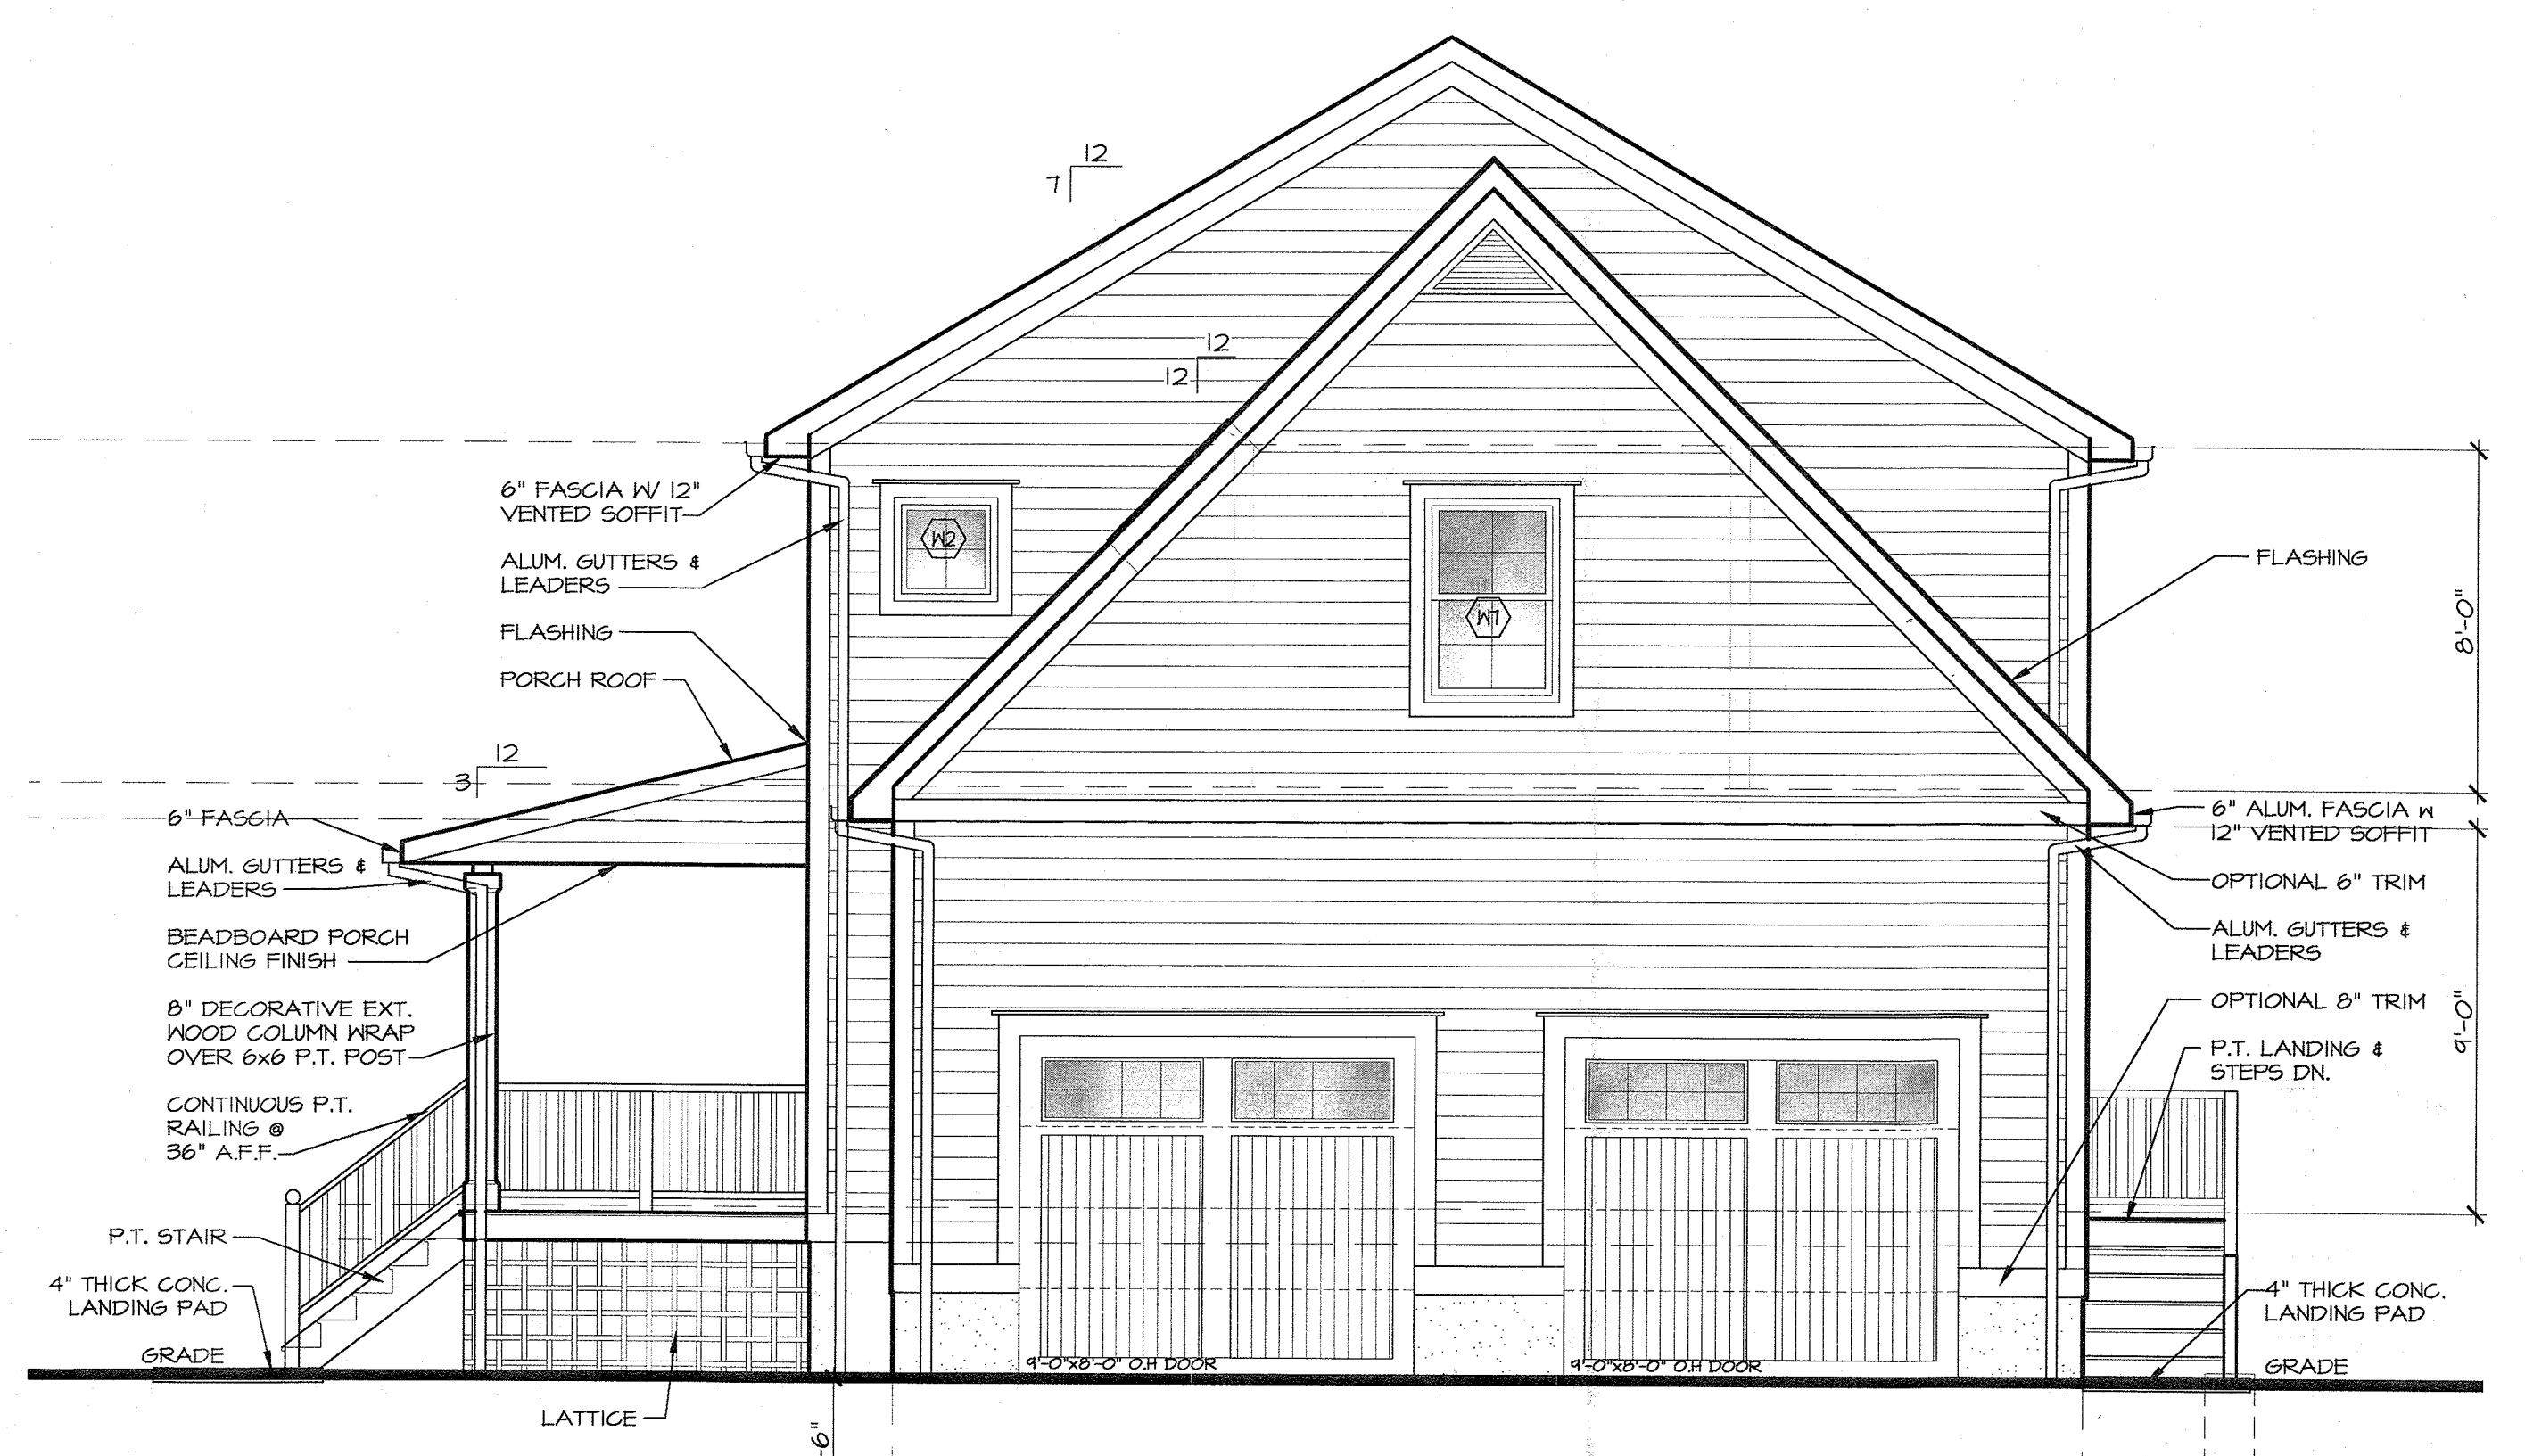 12
7
12
12
6" FASCIA W/ 12"
VENTED SOFFIT
ALUM. GUTTERS &
LEADERS
FLASHING
PORCH ROOF
12
3
6" FASCIA
ALUM. GUTTERS &
LEADERS
BEADBOARD PORCH
CEILING FINISH
8" DECORATIVE EXT.
WOOD COLUMN WRAP
OVER 6x6 P.T. POST
CONTINUOUS P.T.
RAILING @
36" A.F.F.
P.T. STAIR
4" THICK CONC.
LANDING PAD
GRADE
LATTICE
W2
9'-0"x8'-0" O.H DOOR
9'-0"x8'-0" O.H DOOR
FLASHING
8'-0"
6" ALUM. FASCIA W
12" VENTED SOFFIT
OPTIONAL 6" TRIM
ALUM. GUTTERS &
LEADERS
OPTIONAL 8" TRIM
9'-0"
P.T. LANDING &
STEPS DN.
4" THICK CONC.
LANDING PAD
GRADE